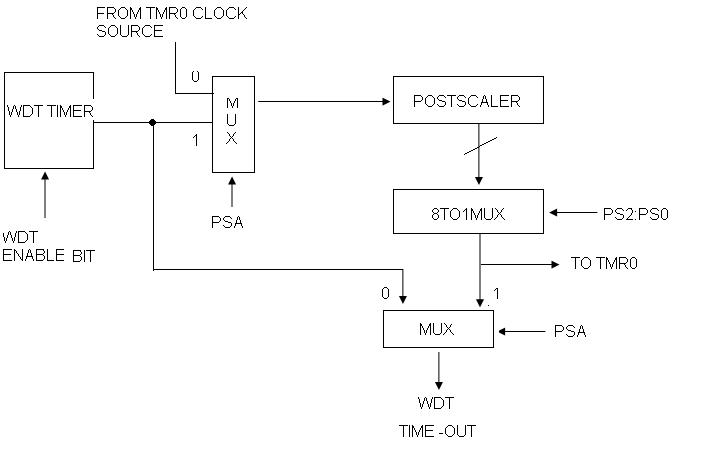 FROM TMR0 CLOCK
SOURCE
0
WDT TIMER
M
U
X
POSTSCALER
1
PSA
8TO1MUX
PS2:PS0
WDT
ENABLE BIT
TO TMR0
0
1
MUX
PSA
WDT
TIME -OUT